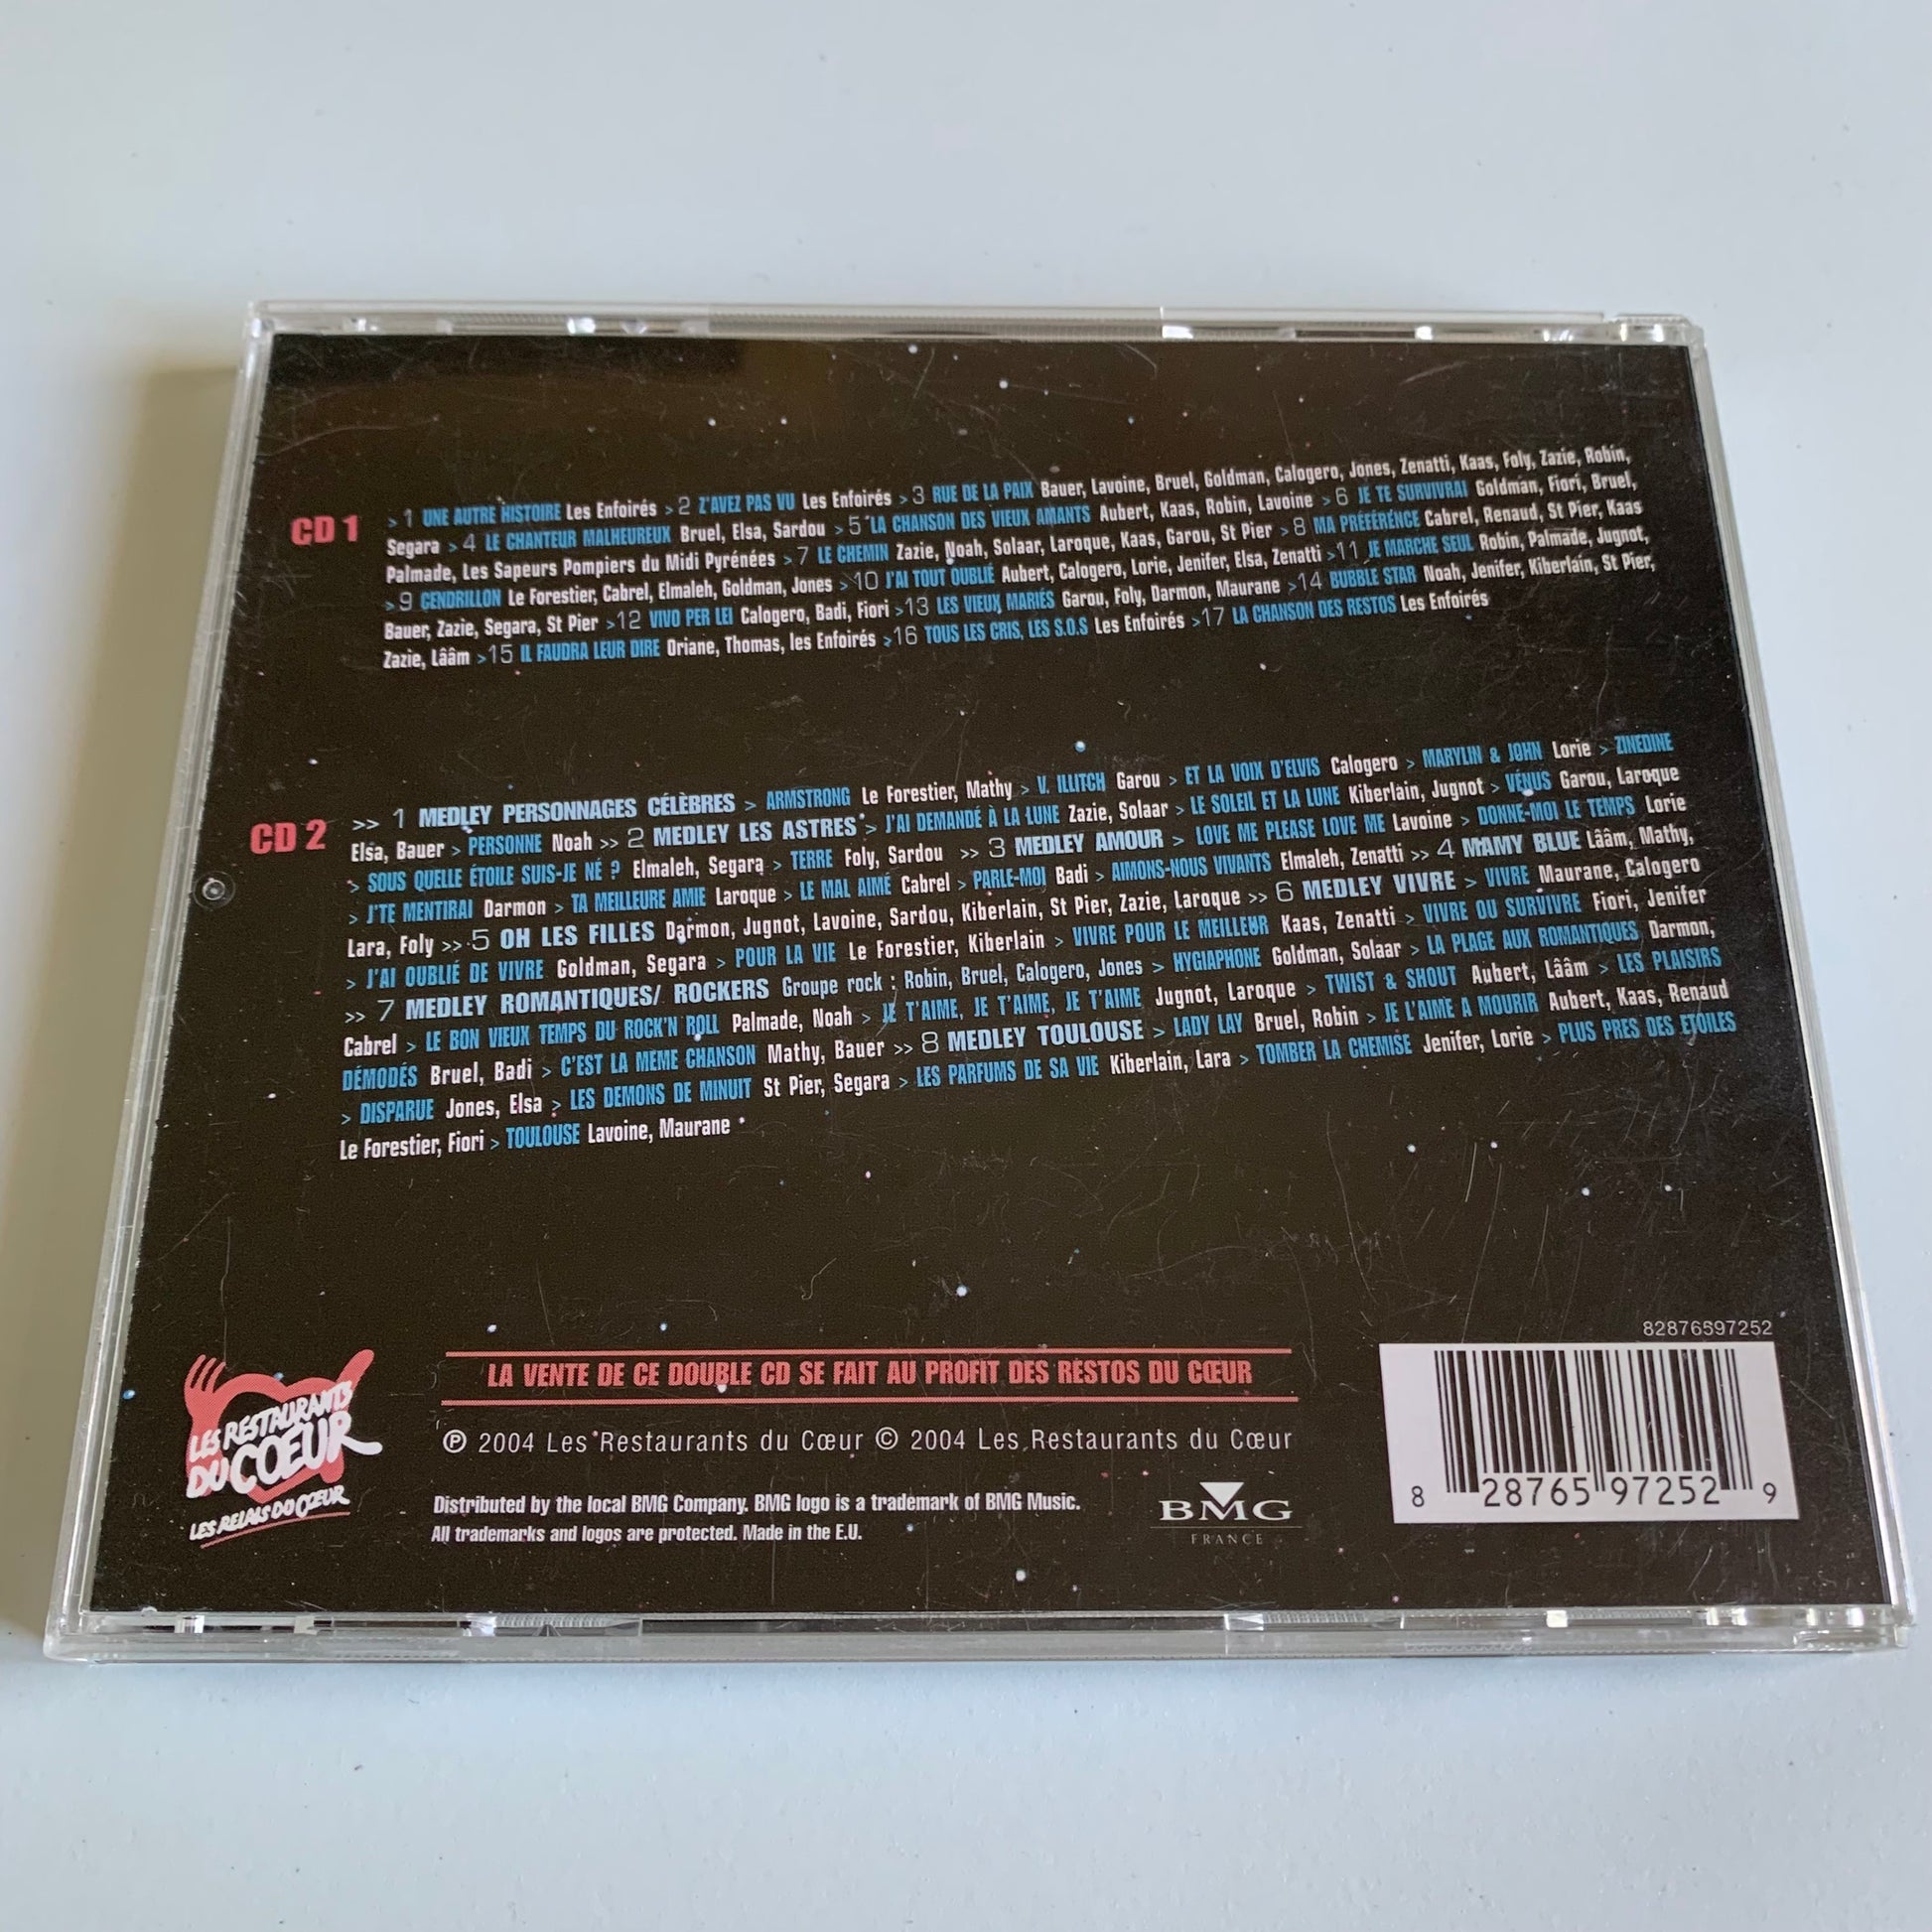 CD 1
> 1 UNE AUTRE HISTOIRE Les Enfoirés > 2 Z'AVEZ PAS VU Les Enfoirés > 3 RUE DE LA PAIX Bauer, Lavoine, Bruel, Goldman, Calogero, Jones, Zenatti, Kaas, Foly, Zazie, Robin,
Segara > 4 LE CHANTEUR MALHEUREUX Bruel, Elsa, Sardou > 5 LA CHANSON DES VIEUX AMANTS Aubert, Kaas, Robin, Lavoine > 6 JE TE SURVIVRAI Goldman, Fiori, Bruel,
Palmade, Les Sapeurs Pompiers du Midi Pyrénées > 7 LE CHEMIN Zazie, Noah, Solaar, Laroque, Kaas, Garou, St Pier > 8 MA PRÉFÉRENCE Cabrel, Renaud, St Pier, Kaas
> 9 CENDRILLON Le Forestier, Cabrel, Elmaleh, Goldman, Jones > 10 J'AI TOUT OUBLIÉ Aubert, Calogero, Lorie, Jenifer, Elsa, Zenatti > 11 JE MARCHE SEUL Robin, Palmade, Jugnot,
Bauer, Zazie, Segara, St Pier > 12 VIVO PER LEI Calogero, Badi, Fiori > 13 LES VIEUX MARIÉS Garou, Foly, Darmon, Maurane > 14 BUBBLE STAR Noah, Jenifer, Kiberlain, St Pier,
Zazie, Lââm > 15 IL FAUDRA LEUR DIRE Oriane, Thomas, les Enfoirés > 16 TOUS LES CRIS, LES S.O.S Les Enfoirés > 17 LA CHANSON DES RESTOS Les Enfoirés
CD 2
>> 1 MEDLEY PERSONNAGES CÉLÈBRES > ARMSTRONG Le Forestier, Mathy > V. ILLITCH Garou > ET LA VOIX D'ELVIS Calogero > MARYLIN & JOHN Lorie > ZINEDINE
Elsa, Bauer > PERSONNE Noah >> 2 MEDLEY LES ASTRES > J'AI DEMANDÉ À LA LUNE Zazie, Solaar > LE SOLEIL ET LA LUNE Kiberlain, Jugnot > VÉNUS Garou, Laroque
> SOUS QUELLE ÉTOILE SUIS-JE NÉ ? Elmaleh, Segara > TERRE Foly, Sardou >> 3 MEDLEY AMOUR > LOVE ME PLEASE LOVE ME Lavoine > DONNE-MOI LE TEMPS Lorie
> J'TE MENTIRAI Darmon > TA MEILLEURE AMIE Laroque > LE MAL AIMÉ Cabrel > PARLE-MOI Badi > AIMONS-NOUS VIVANTS Elmaleh, Zenatti >> 4 MAMY BLUE Lââm, Mathy,
Lara, Foly >> 5 OH LES FILLES Darmon, Jugnot, Lavoine, Sardou, Kiberlain, St Pier, Zazie, Laroque >> 6 MEDLEY VIVRE > VIVRE Maurane, Calogero
> J'AI OUBLIÉ DE VIVRE Goldman, Segara > POUR LA VIE Le Forestier, Kiberlain > VIVRE POUR LE MEILLEUR Kaas, Zenatti > VIVRE OU SURVIVRE Fiori, Jenifer
>> 7 MEDLEY ROMANTIQUES/ ROCKERS Groupe rock : Robin, Bruel, Calogero, Jones > HYGIAPHONE Goldman, Solaar > LA PLAGE AUX ROMANTIQUES Darmon,
Cabrel > LE BON VIEUX TEMPS DU ROCK'N ROLL Palmade, Noah > JE T'AIME, JE T'AIME, JE T'AIME Jugnot, Laroque > TWIST & SHOUT Aubert, Lââm > LES PLAISIRS
DÉMODÉS Bruel, Badi > C'EST LA MEME CHANSON Mathy, Bauer >> 8 MEDLEY TOULOUSE > LADY LAY Bruel, Robin > JE L'AIME A MOURIR Aubert, Kaas, Renaud
> DISPARUE Jones, Elsa > LES DEMONS DE MINUIT St Pier, Segara > LES PARFUMS DE SA VIE Kiberlain, Lara > TOMBER LA CHEMISE Jenifer, Lorie > PLUS PRES DES ETOILES
Le Forestier, Fiori > TOULOUSE Lavoine, Maurane
82876597252
LA VENTE DE CE DOUBLE CD SE FAIT AU PROFIT DES RESTOS DU CŒUR
LES RESTAURANTS
DU CŒUR
LES RELAIS DU CŒUR
℗ 2004 Les Restaurants du Cœur © 2004 Les Restaurants du Cœur
Distributed by the local BMG Company. BMG logo is a trademark of BMG Music.
All trademarks and logos are protected. Made in the E.U.
BMG
FRANCE
8 28765 97252 9